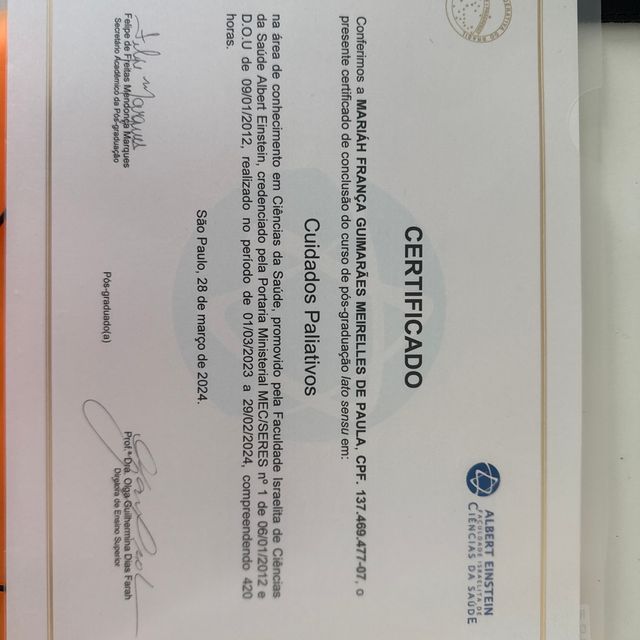 ALBERT EINSTEIN
FACULDADE ISRAELITA DE
CIÊNCIAS DA SAÚDE
CERTIFICADO
Conferimos a MARIÁH FRANÇA GUIMARÃES MEIRELLES DE PAULA, CPF. 137.469.477-07, o
presente certificado de conclusão do curso de pós-graduação lato sensu em:
Cuidados Paliativos
na área de conhecimento em Ciências da Saúde, promovido pela Faculdade Israelita de Ciências
da Saúde Albert Einstein, credenciado pela Portaria Ministerial MEC/SERES nº 1 de 06/01/2012 e
D.O.U de 09/01/2012, realizado no período de 01/03/2023 a 29/02/2024, compreendendo 420
horas.
São Paulo, 28 de março de 2024.
Felipe Marques
Felipe de Freitas Mendonça Marques
Secretário Acadêmico da Pós-graduação
Pós-graduado(a)
Prof.ª Dra. Olga Guilhermina Dias Farah
Diretora de Ensino Superior